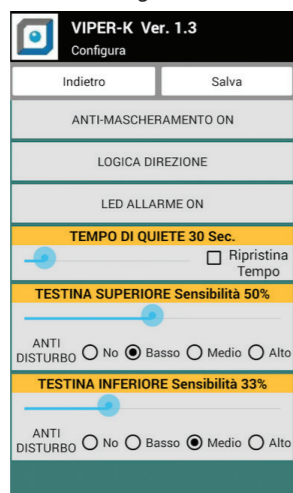 VIPER-K Ver. 1.3
Configura
Indietro Salva
ANTI-MASCHERAMENTO ON
LOGICA DIREZIONE
LED ALLARME ON
TEMPO DI QUIETE 30 Sec.
Ripristina
Tempo
TESTINA SUPERIORE Sensibilità 50%
ANTI
DISTURBO No Basso Medio Alto
TESTINA INFERIORE Sensibilità 33%
ANTI
DISTURBO No Basso Medio Alto